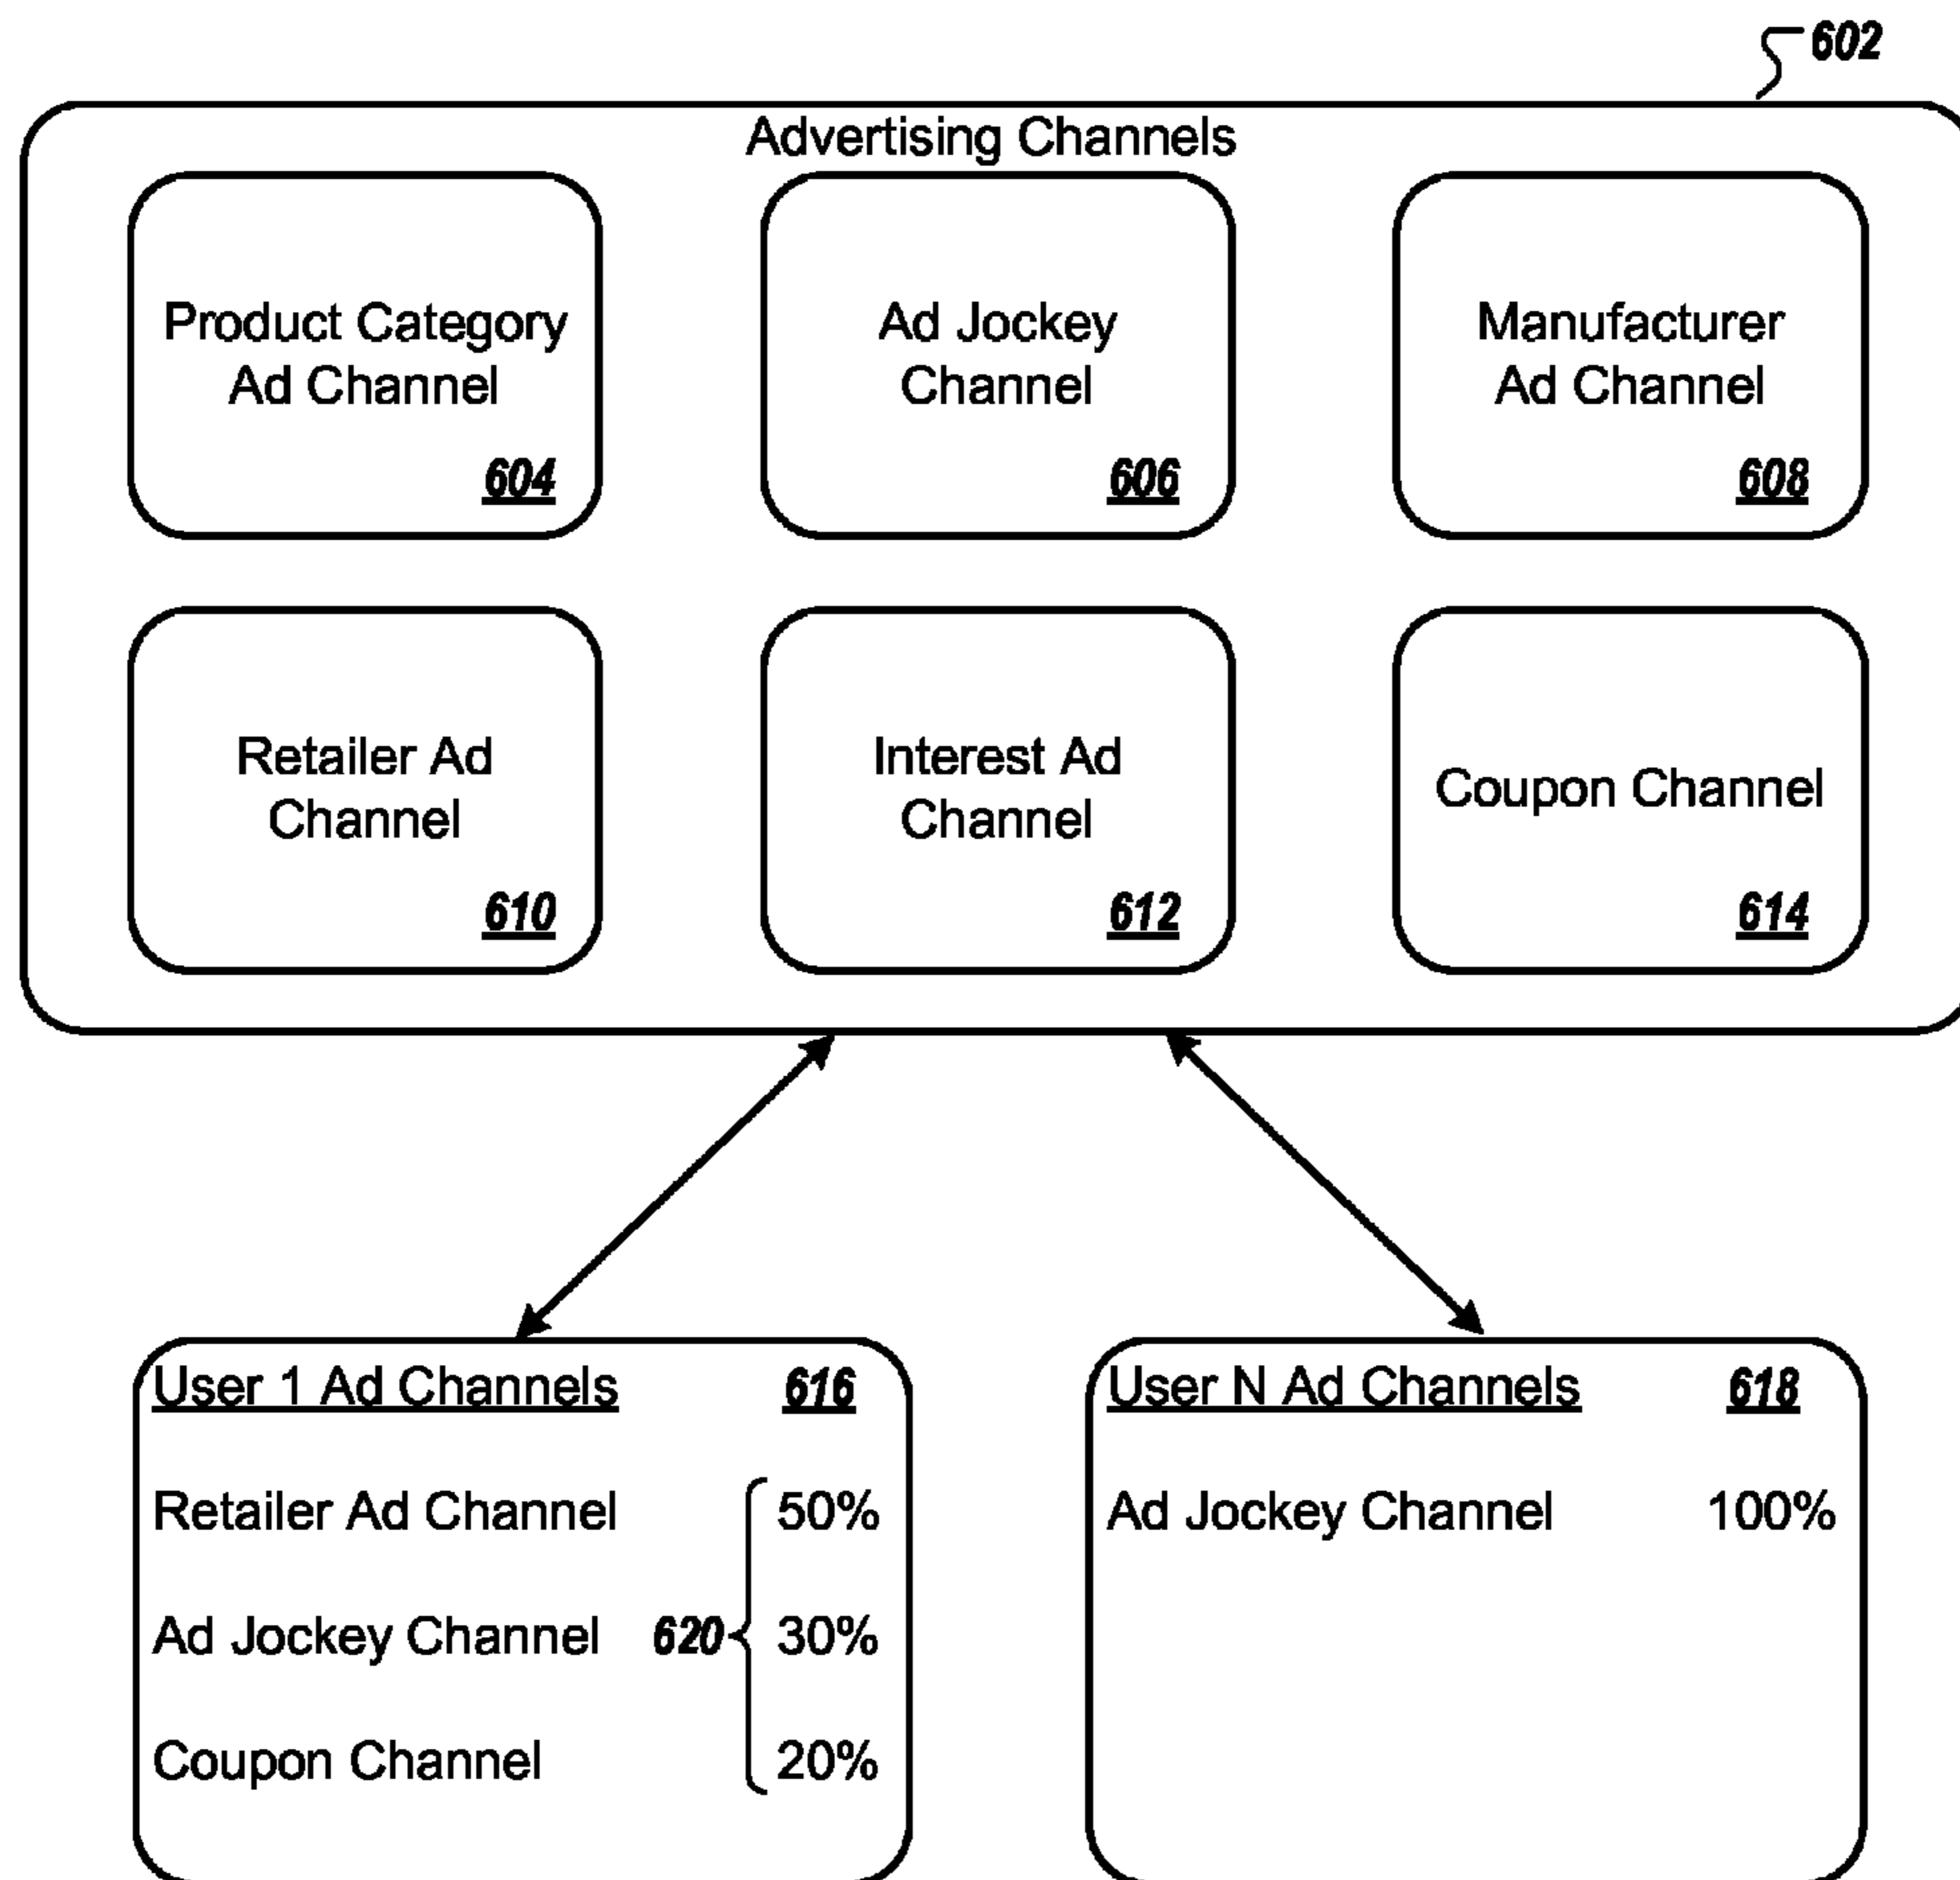 602
Advertising Channels
Product Category
Ad Channel
604
Ad Jockey
Channel
606
Manufacturer
Ad Channel
608
Retailer Ad
Channel
610
Interest Ad
Channel
612
Coupon Channel
614
User 1 Ad Channels 616
Retailer Ad Channel 50%
Ad Jockey Channel 620 30%
Coupon Channel 20%
User N Ad Channels 618
Ad Jockey Channel 100%